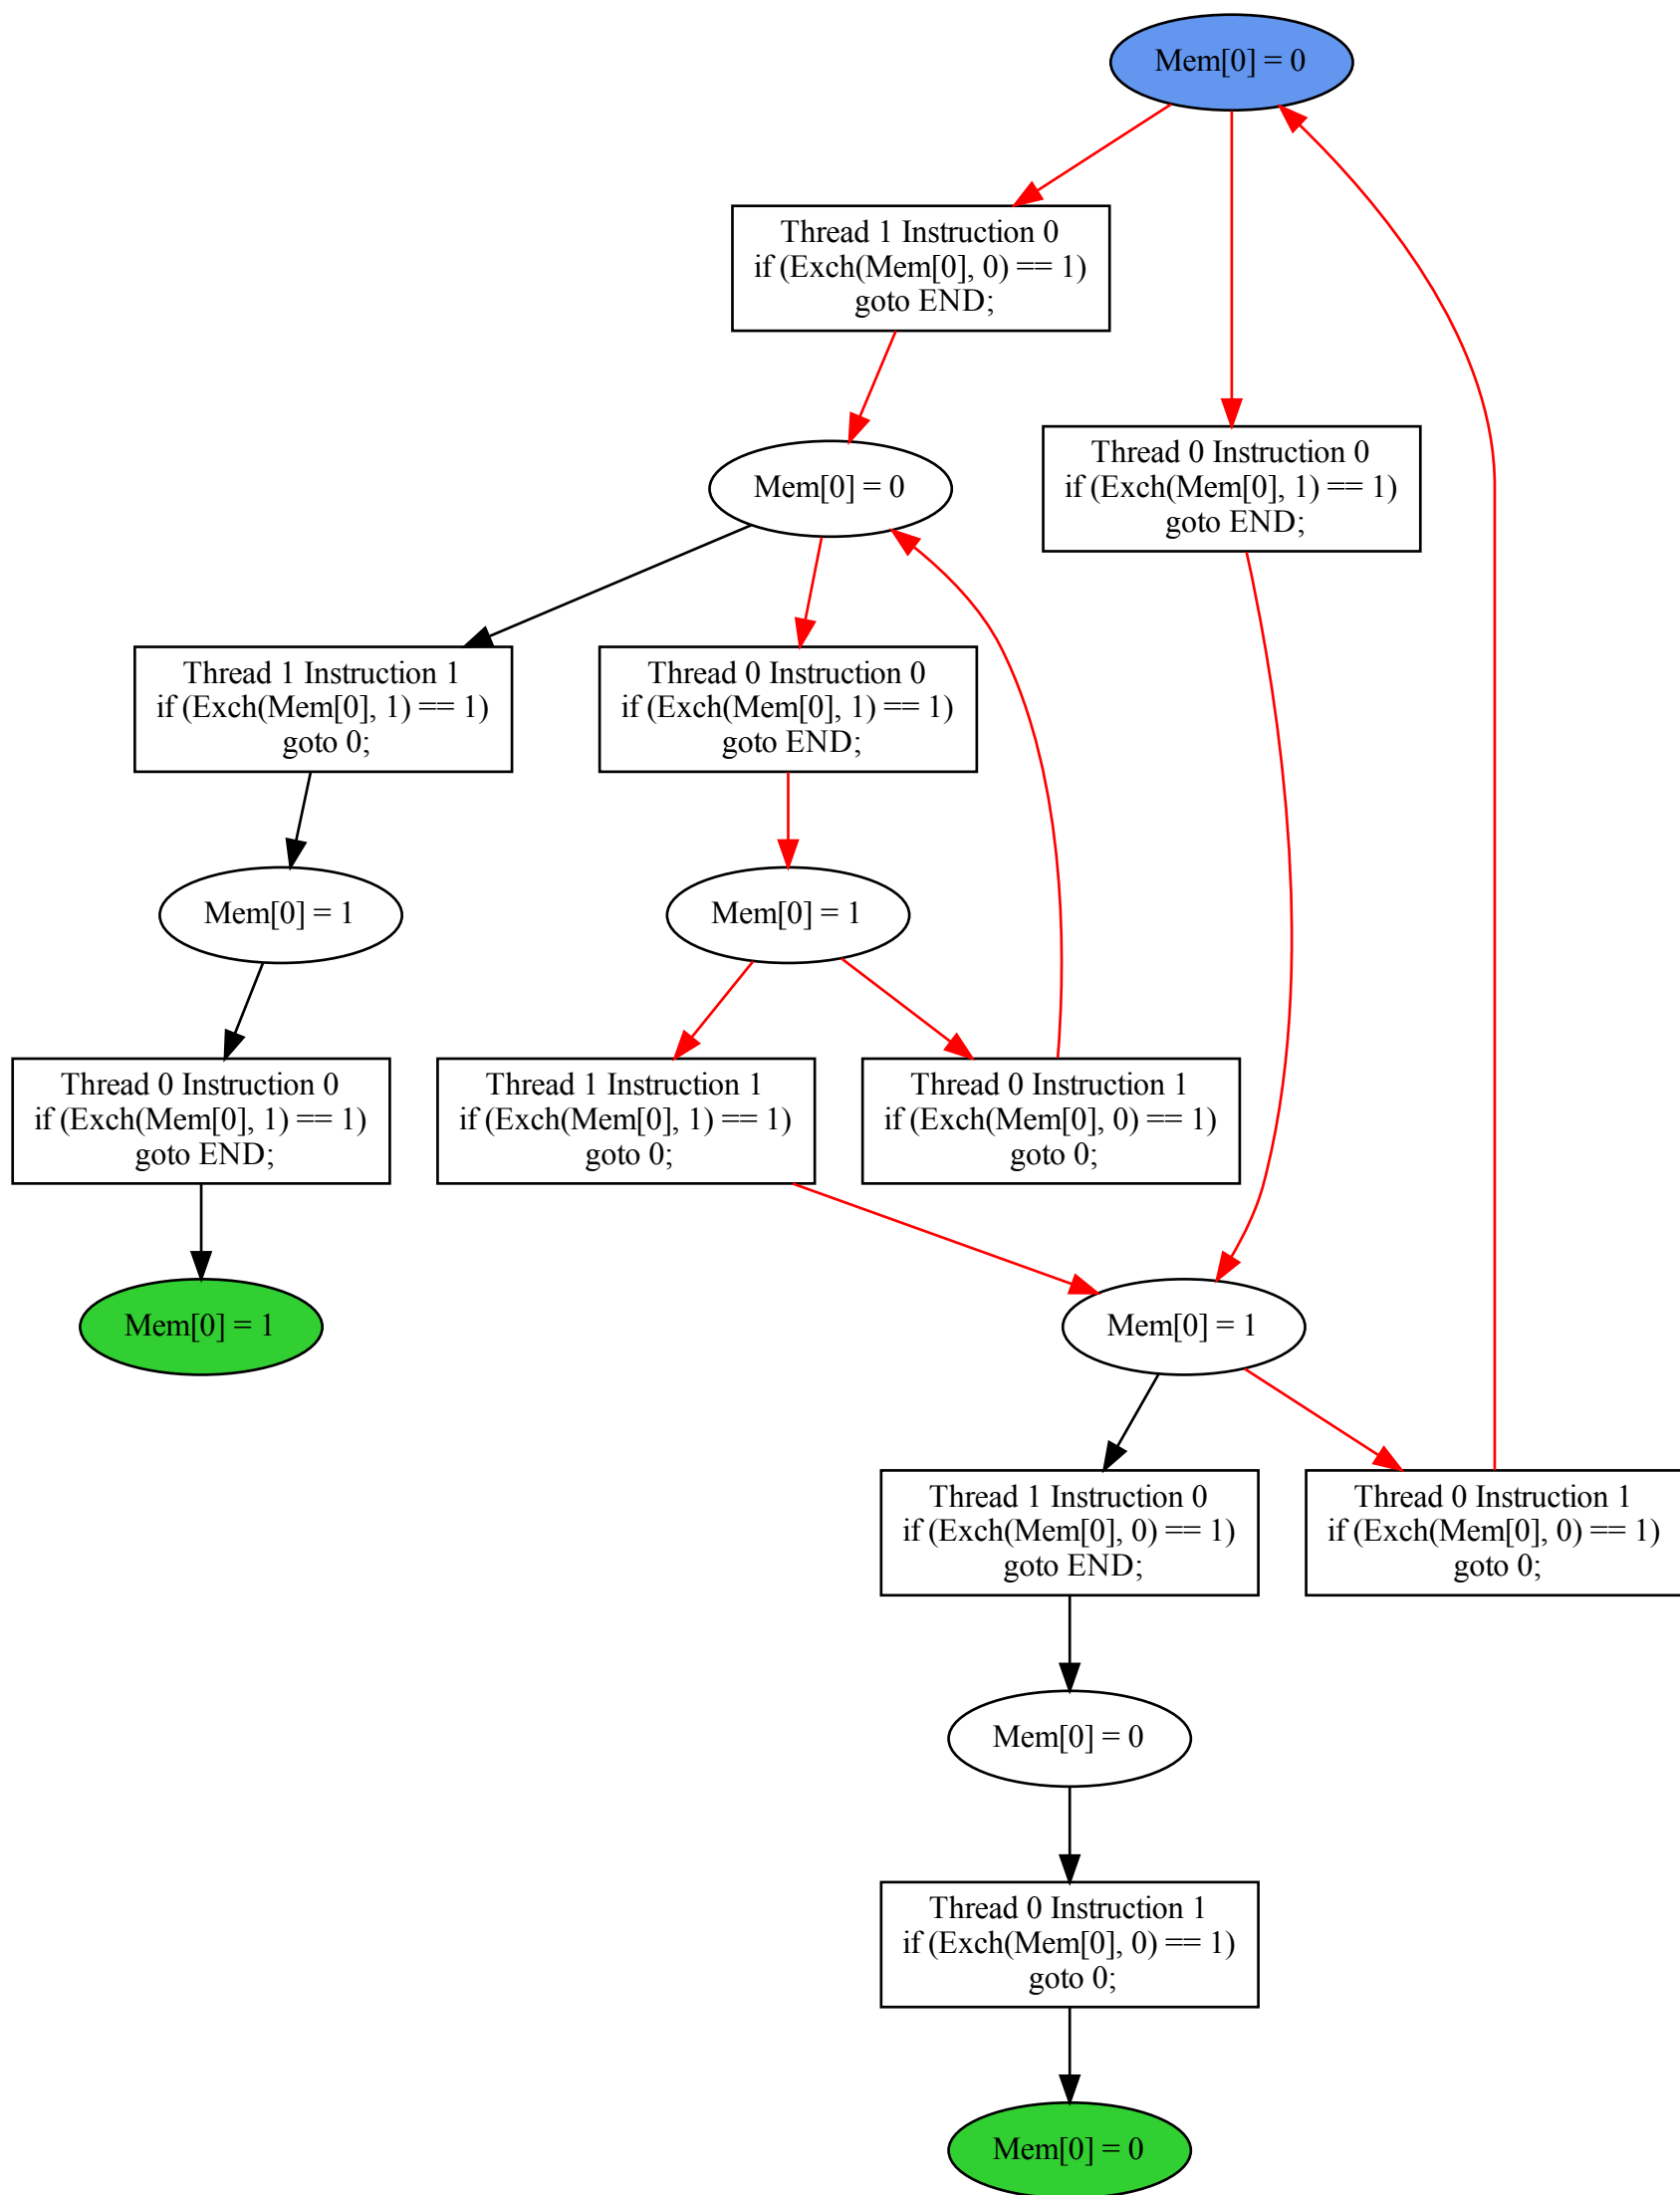 Mem[0] = 0
Thread 1 Instruction 0
if (Exch(Mem[0], 0) == 1)
goto END;
Thread 0 Instruction 0
if (Exch(Mem[0], 1) == 1)
goto END;
Mem[0] = 0
Thread 1 Instruction 1
if (Exch(Mem[0], 1) == 1)
goto 0;
Thread 0 Instruction 0
if (Exch(Mem[0], 1) == 1)
goto END;
Mem[0] = 1
Mem[0] = 1
Thread 0 Instruction 0
if (Exch(Mem[0], 1) == 1)
goto END;
Thread 1 Instruction 1
if (Exch(Mem[0], 1) == 1)
goto 0;
Thread 0 Instruction 1
if (Exch(Mem[0], 0) == 1)
goto 0;
Mem[0] = 1
Mem[0] = 1
Thread 1 Instruction 0
if (Exch(Mem[0], 0) == 1)
goto END;
Thread 0 Instruction 1
if (Exch(Mem[0], 0) == 1)
goto 0;
Mem[0] = 0
Thread 0 Instruction 1
if (Exch(Mem[0], 0) == 1)
goto 0;
Mem[0] = 0